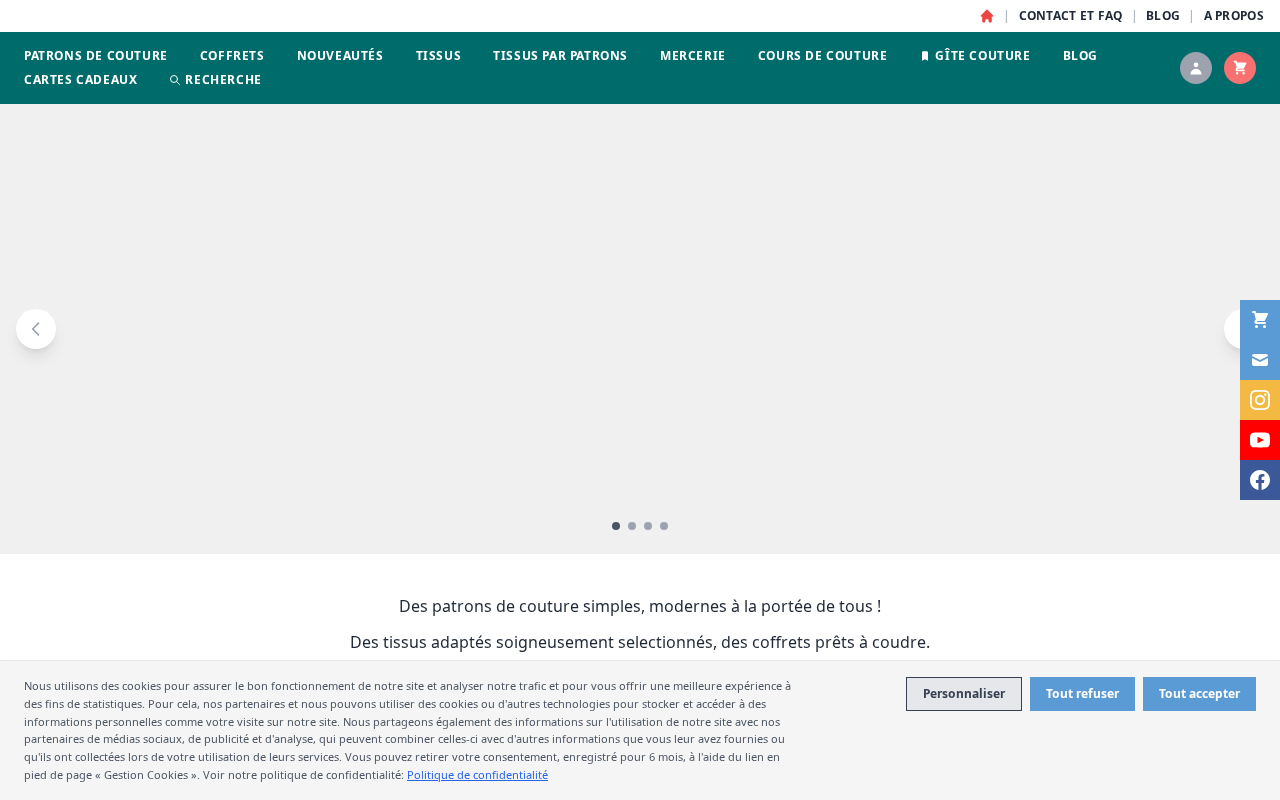 CONTACT ET FAQ | BLOG | A PROPOS
PATRONS DE COUTURE COFFRETS NOUVEAUTÉS TISSUS TISSUS PAR PATRONS MERCERIE COURS DE COUTURE GÎTE COUTURE BLOG
CARTES CADEAUX RECHERCHE
Des patrons de couture simples, modernes à la portée de tous !
Des tissus adaptés soigneusement selectionnés, des coffrets prêts à coudre.
Nous utilisons des cookies pour assurer le bon fonctionnement de notre site et analyser notre trafic et pour vous offrir une meilleure expérience à
des fins de statistiques. Pour cela, nos partenaires et nous pouvons utiliser des cookies ou d'autres technologies pour stocker et accéder à des
informations personnelles comme votre visite sur notre site. Nous partageons également des informations sur l'utilisation de notre site avec nos
partenaires de médias sociaux, de publicité et d'analyse, qui peuvent combiner celles-ci avec d'autres informations que vous leur avez fournies ou
qu'ils ont collectées lors de votre utilisation de leurs services. Vous pouvez retirer votre consentement, enregistré pour 6 mois, à l'aide du lien en
pied de page « Gestion Cookies ». Voir notre politique de confidentialité: Politique de confidentialité
Personnaliser Tout refuser Tout accepter